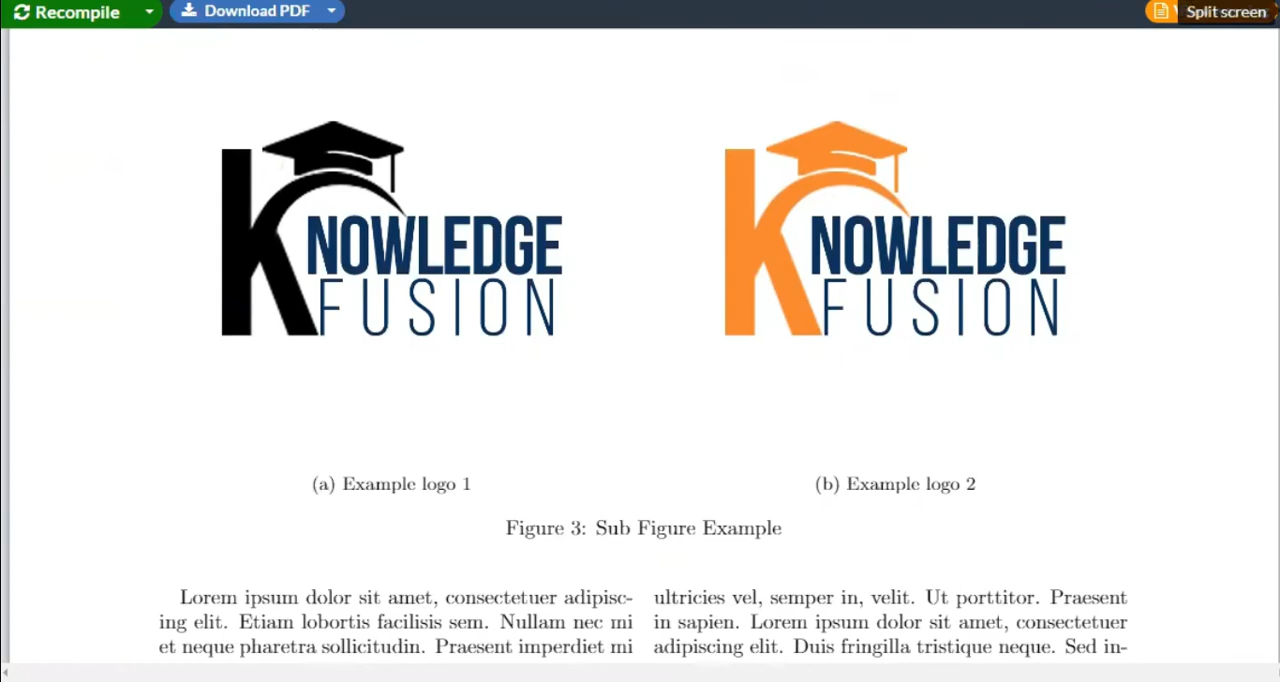 Recompile
Download PDF
Split screen
KNOWLEDGE
FUSION
KNOWLEDGE
FUSION
(a) Example logo 1
(b) Example logo 2
Figure 3: Sub Figure Example
Lorem ipsum dolor sit amet, consectetuer adipisc-
ing elit. Etiam lobortis facilisis sem. Nullam nec mi
et neque pharetra sollicitudin. Praesent imperdiet mi
ultricies vel, semper in, velit. Ut porttitor. Praesent
in sapien. Lorem ipsum dolor sit amet, consectetuer
adipiscing elit. Duis fringilla tristique neque. Sed in-